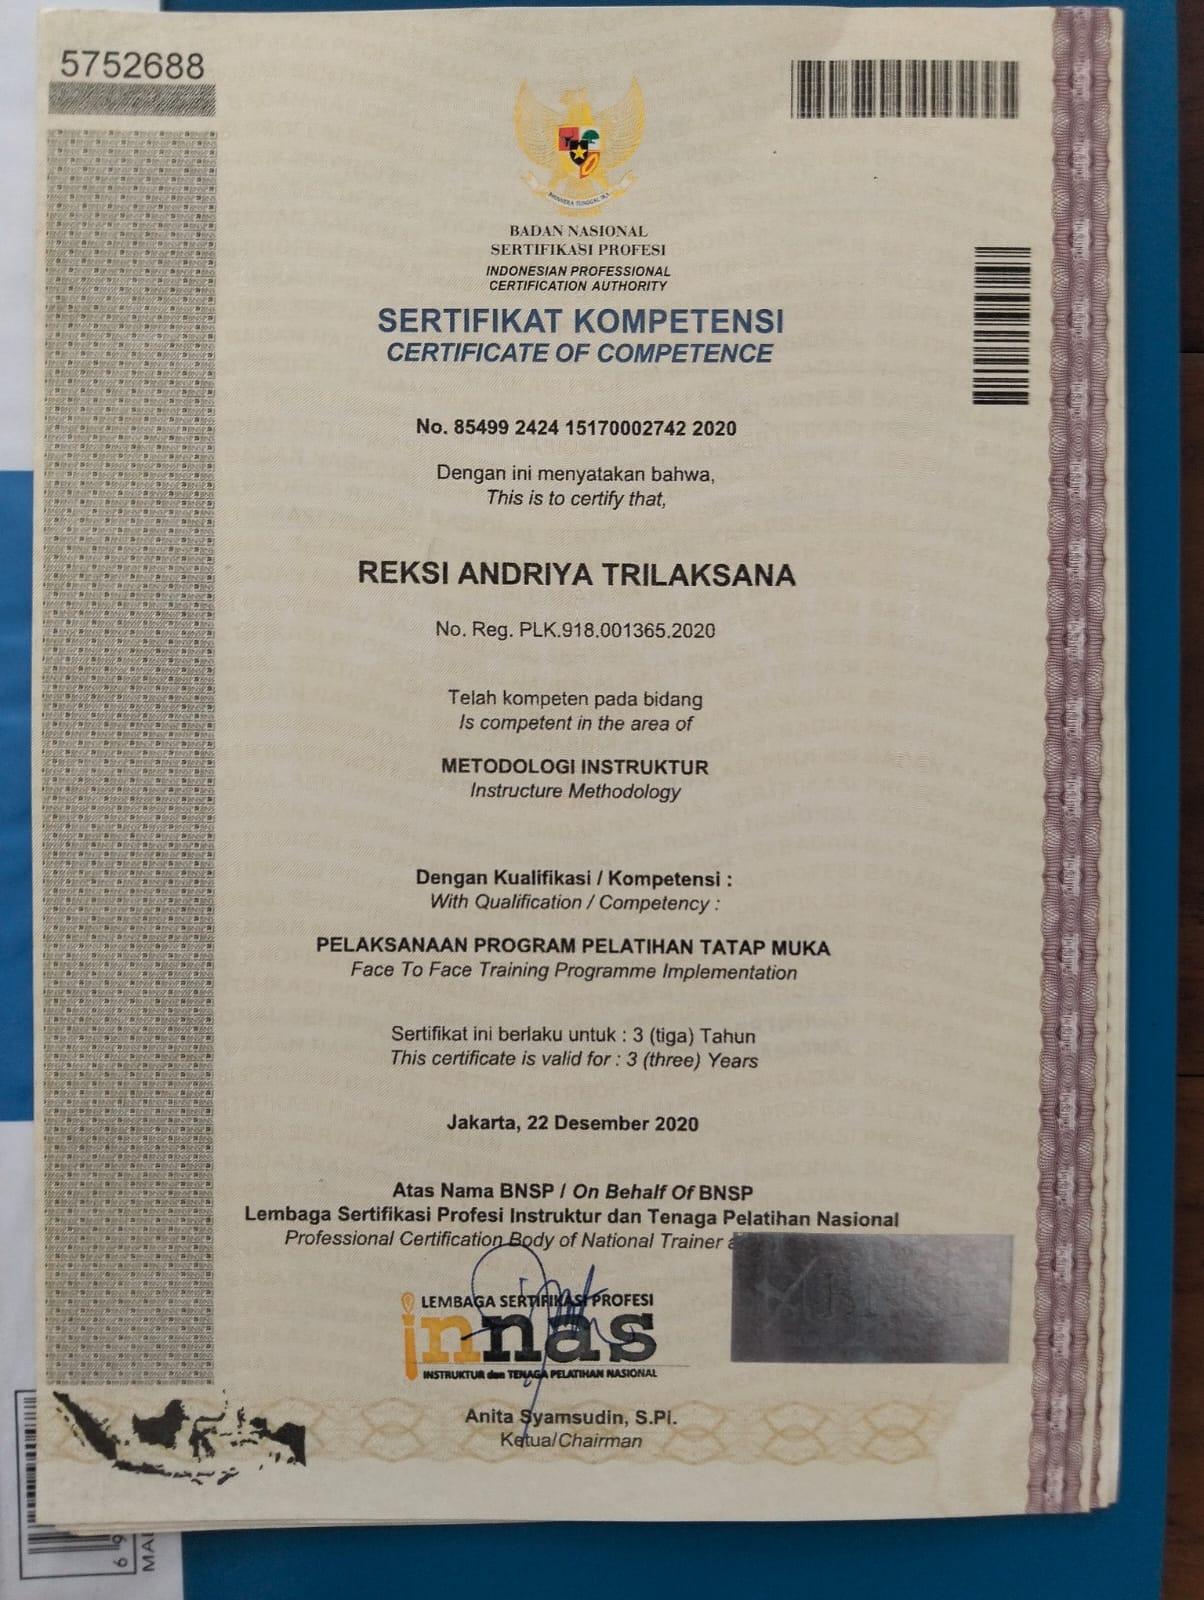 5752688
BHINNEKA TUNGGAL IKA
BADAN NASIONAL
SERTIFIKASI PROFESI
INDONESIAN PROFESSIONAL
CERTIFICATION AUTHORITY
SERTIFIKAT KOMPETENSI
CERTIFICATE OF COMPETENCE
No. 85499 2424 15170002742 2020
Dengan ini menyatakan bahwa,
This is to certify that,
REKSI ANDRIYA TRILAKSANA
No. Reg. PLK.918.001365.2020
Telah kompeten pada bidang
Is competent in the area of
METODOLOGI INSTRUKTUR
Instructure Methodology
Dengan Kualifikasi / Kompetensi :
With Qualification / Competency :
PELAKSANAAN PROGRAM PELATIHAN TATAP MUKA
Face To Face Training Programme Implementation
Sertifikat ini berlaku untuk : 3 (tiga) Tahun
This certificate is valid for : 3 (three) Years
Jakarta, 22 Desember 2020
Atas Nama BNSP / On Behalf Of BNSP
Lembaga Sertifikasi Profesi Instruktur dan Tenaga Pelatihan Nasional
Professional Certification Body of National Trainer
LEMBAGA SERTIFIKASI PROFESI
innas
INSTRUKTUR dan TENAGA PELATIHAN NASIONAL
Anita Syamsudin, S.Pi.
Ketua/Chairman